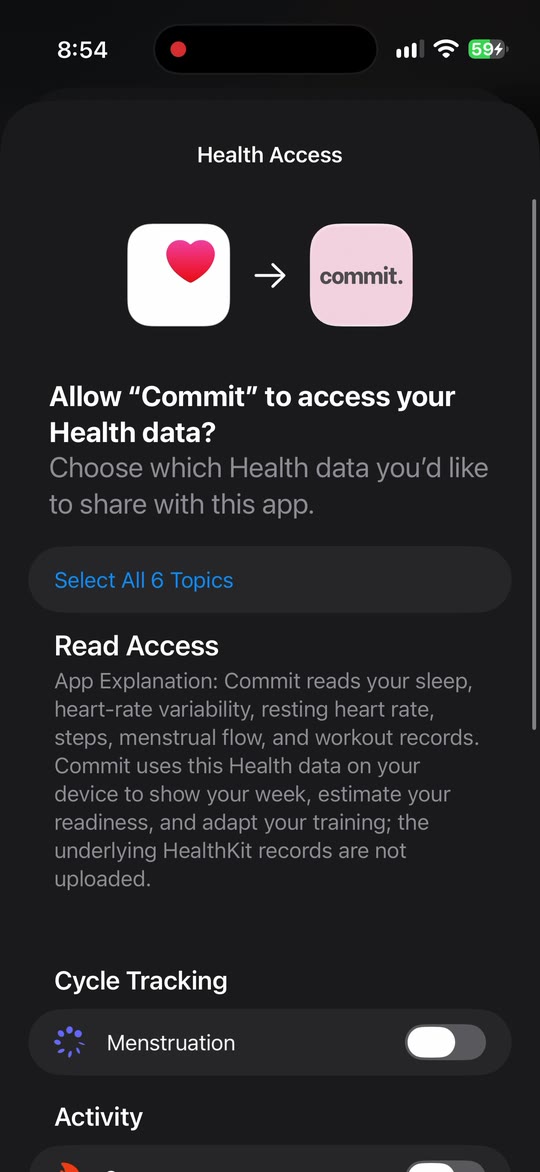 8:54
59
Health Access
commit.
Allow “Commit” to access your
Health data?
Choose which Health data you’d like
to share with this app.
Select All 6 Topics
Read Access
App Explanation: Commit reads your sleep,
heart-rate variability, resting heart rate,
steps, menstrual flow, and workout records.
Commit uses this Health data on your
device to show your week, estimate your
readiness, and adapt your training; the
underlying HealthKit records are not
uploaded.
Cycle Tracking
Menstruation
Activity